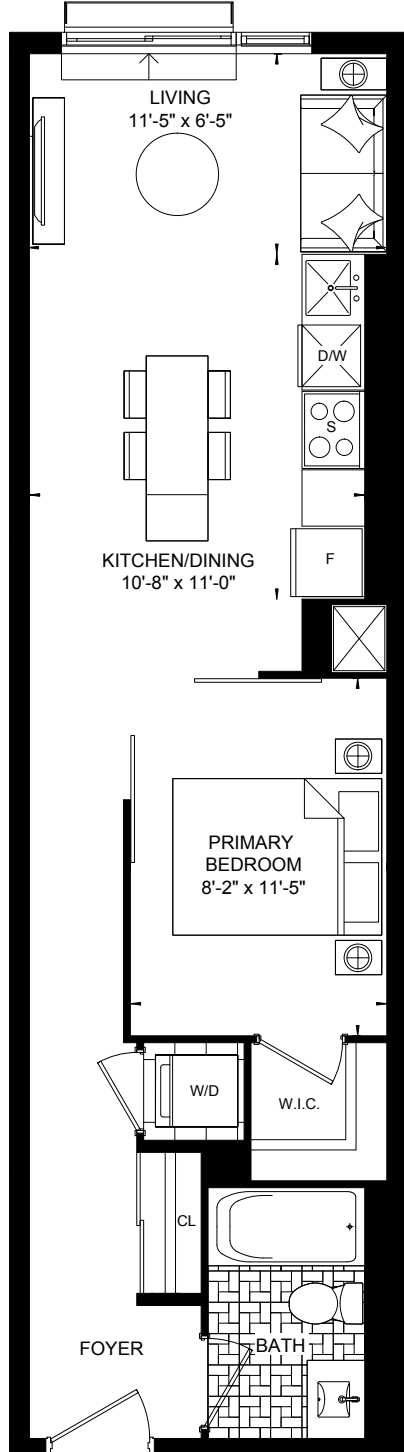 LIVING
11'-5" x 6'-5"
D/W
S
F
KITCHEN/DINING
10'-8" x 11'-0"
PRIMARY
BEDROOM
8'-2" x 11'-5"
W/D
W.I.C.
CL
FOYER
BATH